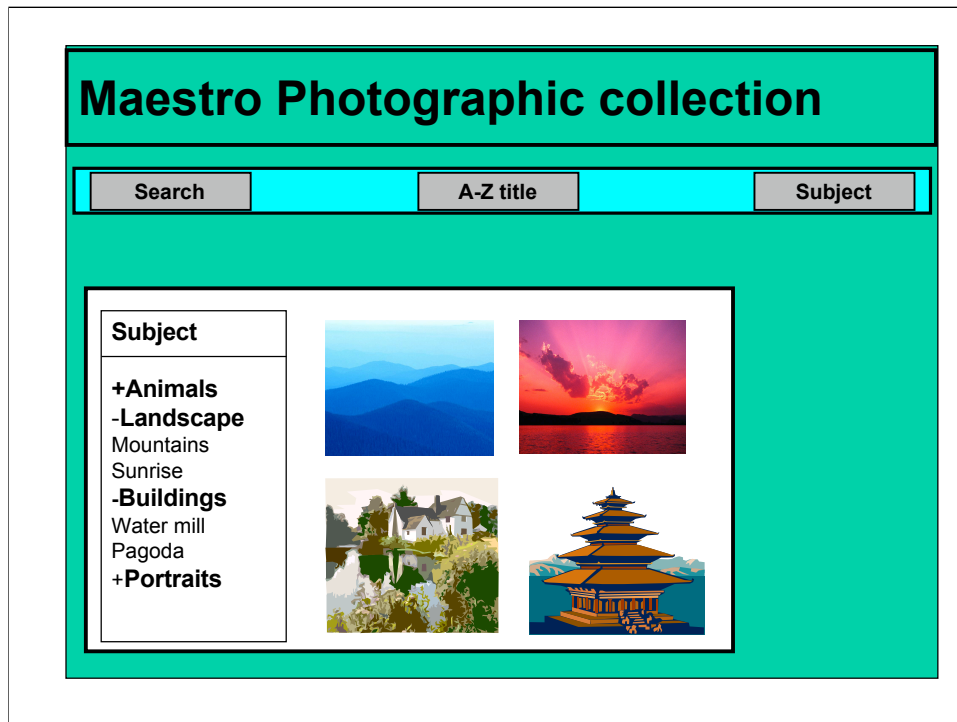 Maestro Photographic collection
Search
A-Z title
Subject
Subject
+Animals
-Landscape
Mountains
Sunrise
-Buildings
Water mill
Pagoda
+Portraits